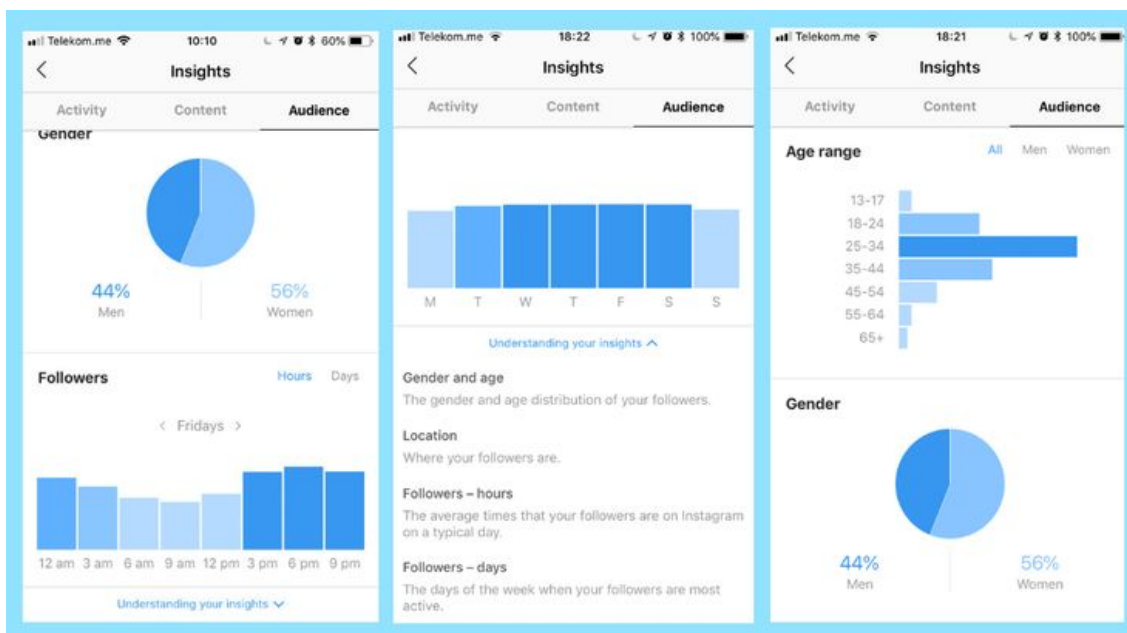 Telekom.me 10:10 60%
Insights
Activity Content Audience
Gender
44% 56%
Men Women
Followers Hours Days
< Fridays >
12 am 3 am 6 am 9 am 12 pm 3 pm 6 pm 9 pm
Understanding your insights
Telekom.me 18:22 100%
Insights
Activity Content Audience
M T W T F S S
Understanding your insights
Gender and age
The gender and age distribution of your followers.
Location
Where your followers are.
Followers – hours
The average times that your followers are on Instagram
on a typical day.
Followers – days
The days of the week when your followers are most
active.
Telekom.me 18:21 100%
Insights
Activity Content Audience
Age range All Men Women
13-17
18-24
25-34
35-44
45-54
55-64
65+
Gender
44% 56%
Men Women